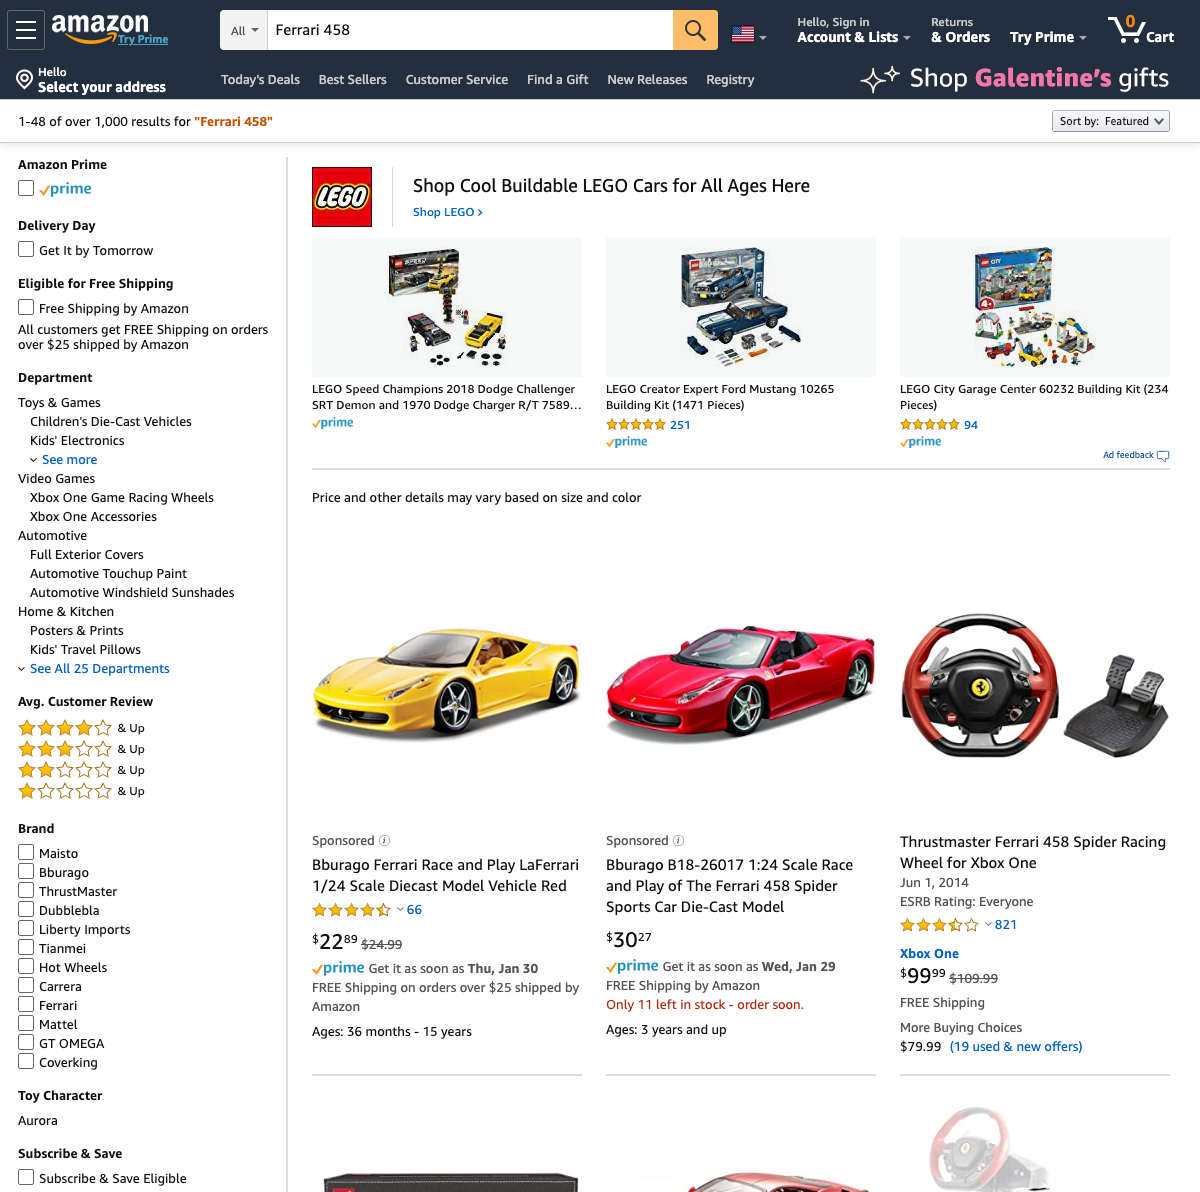 amazon
Try Prime
All
Ferrari 458
Hello, Sign in
Account & Lists
Returns
& Orders
Try Prime
0
Cart
Hello
Select your address
Today's Deals
Best Sellers
Customer Service
Find a Gift
New Releases
Registry
Shop Galentine's gifts
1-48 of over 1,000 results for "Ferrari 458"
Sort by: Featured
Amazon Prime
prime
Delivery Day
Get It by Tomorrow
Eligible for Free Shipping
Free Shipping by Amazon
All customers get FREE Shipping on orders
over $25 shipped by Amazon
Department
Toys & Games
Children's Die-Cast Vehicles
Kids' Electronics
See more
Video Games
Xbox One Game Racing Wheels
Xbox One Accessories
Automotive
Full Exterior Covers
Automotive Touchup Paint
Automotive Windshield Sunshades
Home & Kitchen
Posters & Prints
Kids' Travel Pillows
See All 25 Departments
Avg. Customer Review
& Up
& Up
& Up
& Up
Brand
Maisto
Bburago
ThrustMaster
Dubblebla
Liberty Imports
Tianmei
Hot Wheels
Carrera
Ferrari
Mattel
GT OMEGA
Coverking
Toy Character
Aurora
Subscribe & Save
Subscribe & Save Eligible
LEGO
Shop Cool Buildable LEGO Cars for All Ages Here
Shop LEGO ›
LEGO Speed Champions 2018 Dodge Challenger
SRT Demon and 1970 Dodge Charger R/T 7589...
prime
LEGO Creator Expert Ford Mustang 10265
Building Kit (1471 Pieces)
251
prime
LEGO City Garage Center 60232 Building Kit (234
Pieces)
94
prime
Ad feedback
Price and other details may vary based on size and color
Sponsored
Bburago Ferrari Race and Play LaFerrari
1/24 Scale Diecast Model Vehicle Red
66
$22 89 $24.99
prime Get it as soon as Thu, Jan 30
FREE Shipping on orders over $25 shipped by
Amazon
Ages: 36 months - 15 years
Sponsored
Bburago B18-26017 1:24 Scale Race
and Play of The Ferrari 458 Spider
Sports Car Die-Cast Model
$30 27
prime Get it as soon as Wed, Jan 29
FREE Shipping by Amazon
Only 11 left in stock - order soon.
Ages: 3 years and up
Thrustmaster Ferrari 458 Spider Racing
Wheel for Xbox One
Jun 1, 2014
ESRB Rating: Everyone
821
Xbox One
$99 99 $109.99
FREE Shipping
More Buying Choices
$79.99 (19 used & new offers)